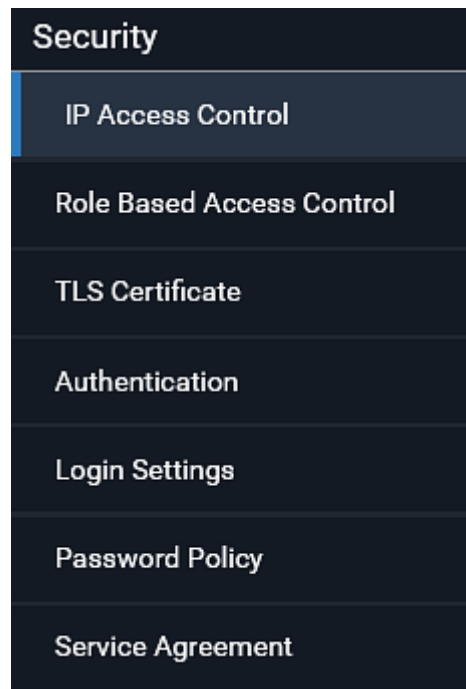 Security
IP Access Control
Role Based Access Control
TLS Certificate
Authentication
Login Settings
Password Policy
Service Agreement